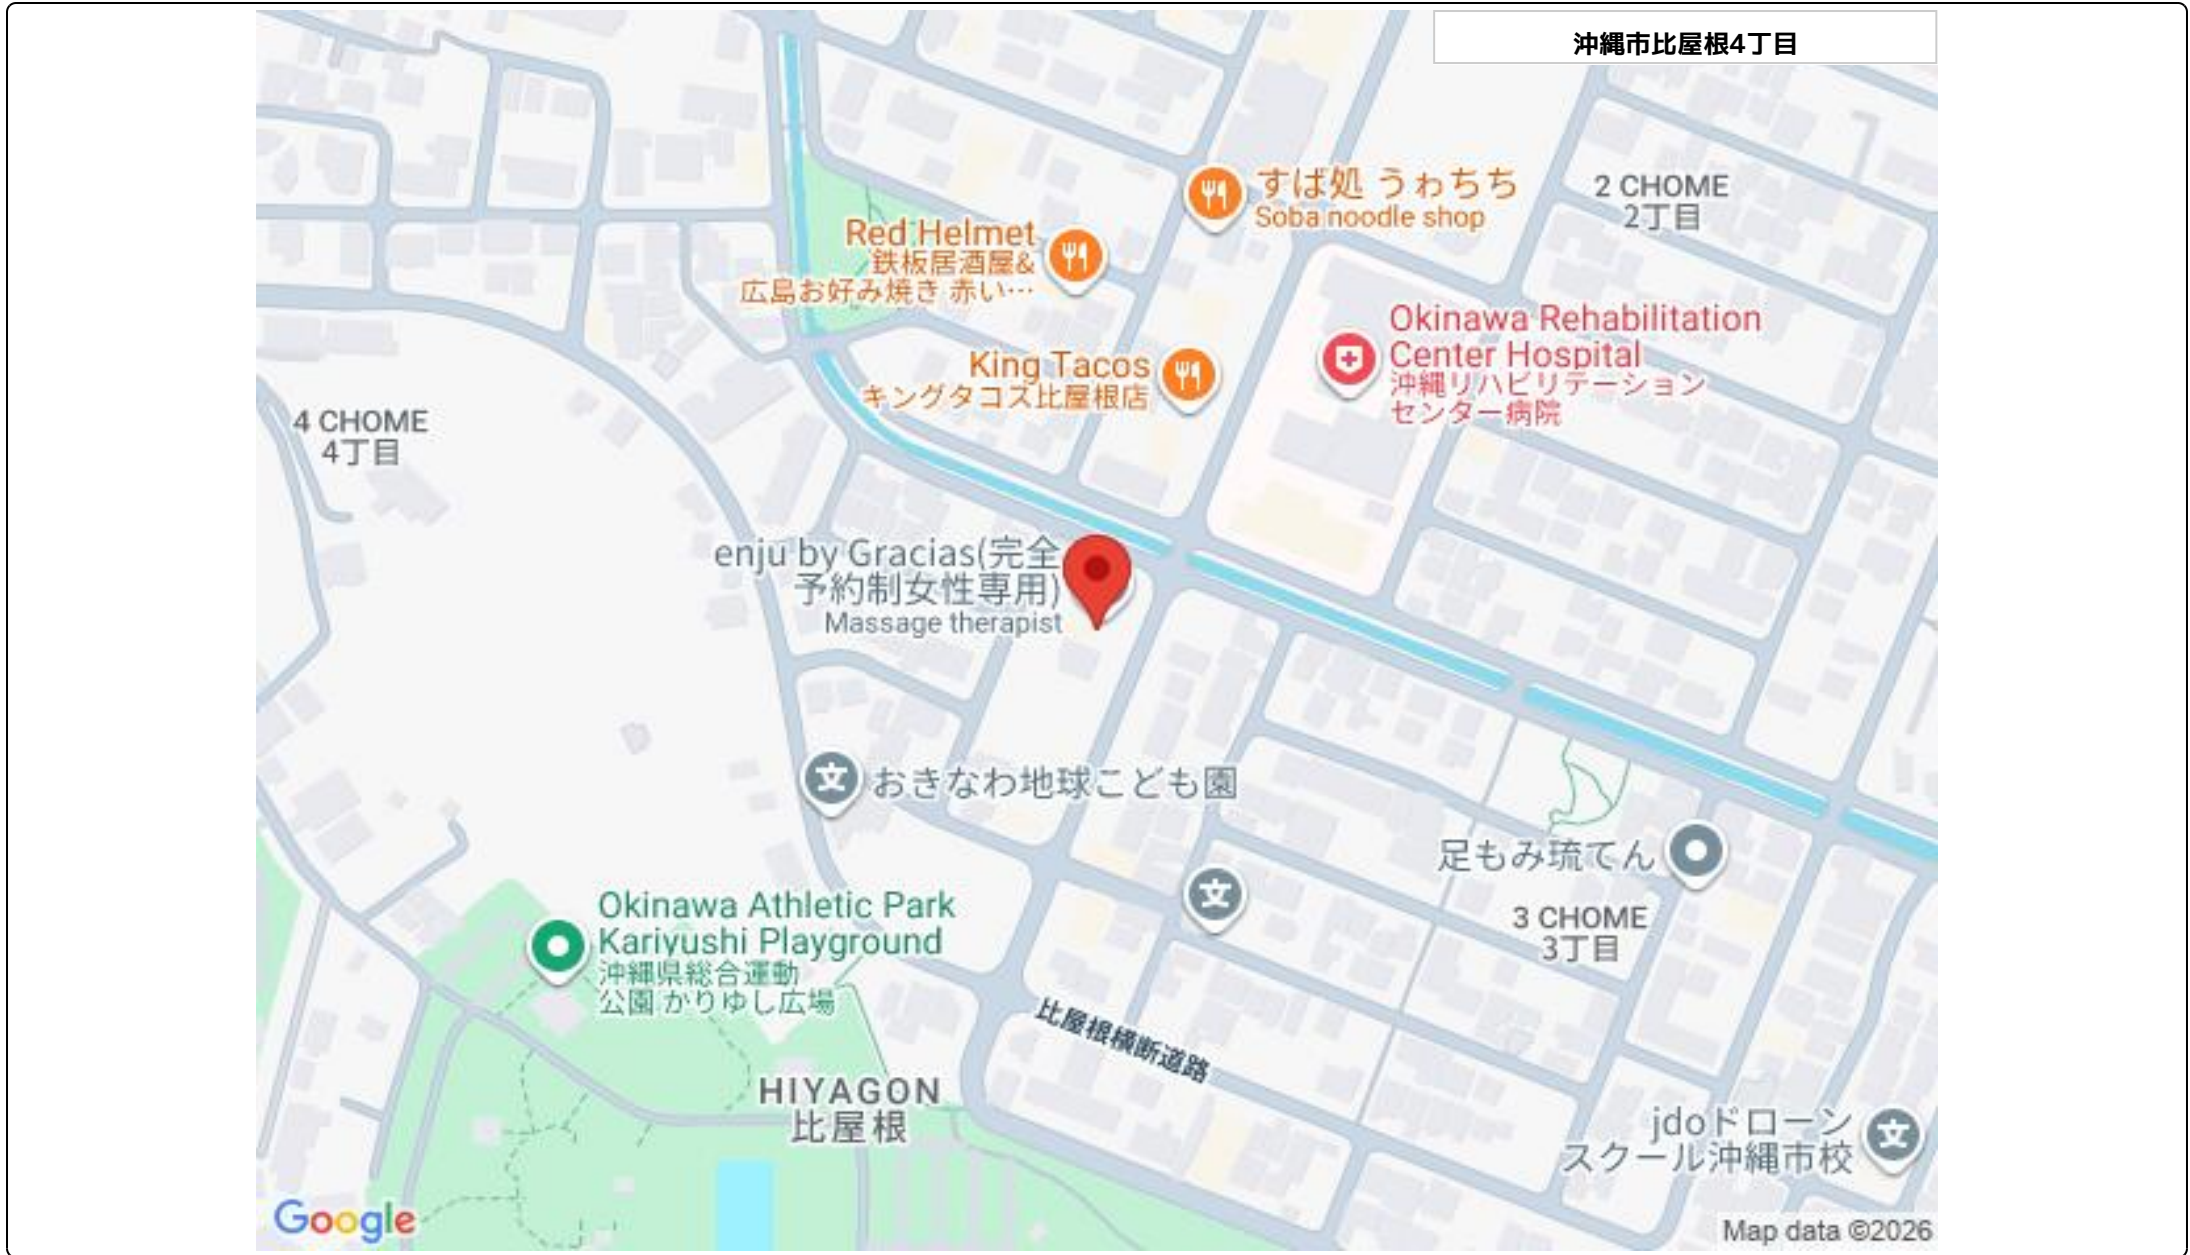 沖縄市比屋根4丁目
すば処 うゎちち
Soba noodle shop
2 CHOME
2丁目
Red Helmet
鉄板居酒屋&
広島お好み焼き 赤い…
Okinawa Rehabilitation
Center Hospital
沖縄リハビリテーション
センター病院
King Tacos
キングタコズ比屋根店
4 CHOME
4丁目
enju by Gracias(完全
予約制女性専用)
Massage therapist
おきなわ地球こども園
足もみ琉てん
3 CHOME
3丁目
Okinawa Athletic Park
Kariyushi Playground
沖縄県総合運動
公園 かりゆし広場
比屋根横断道路
HIYAGON
比屋根
jdoドローン
スクール沖縄市校
Google
Map data ©2026